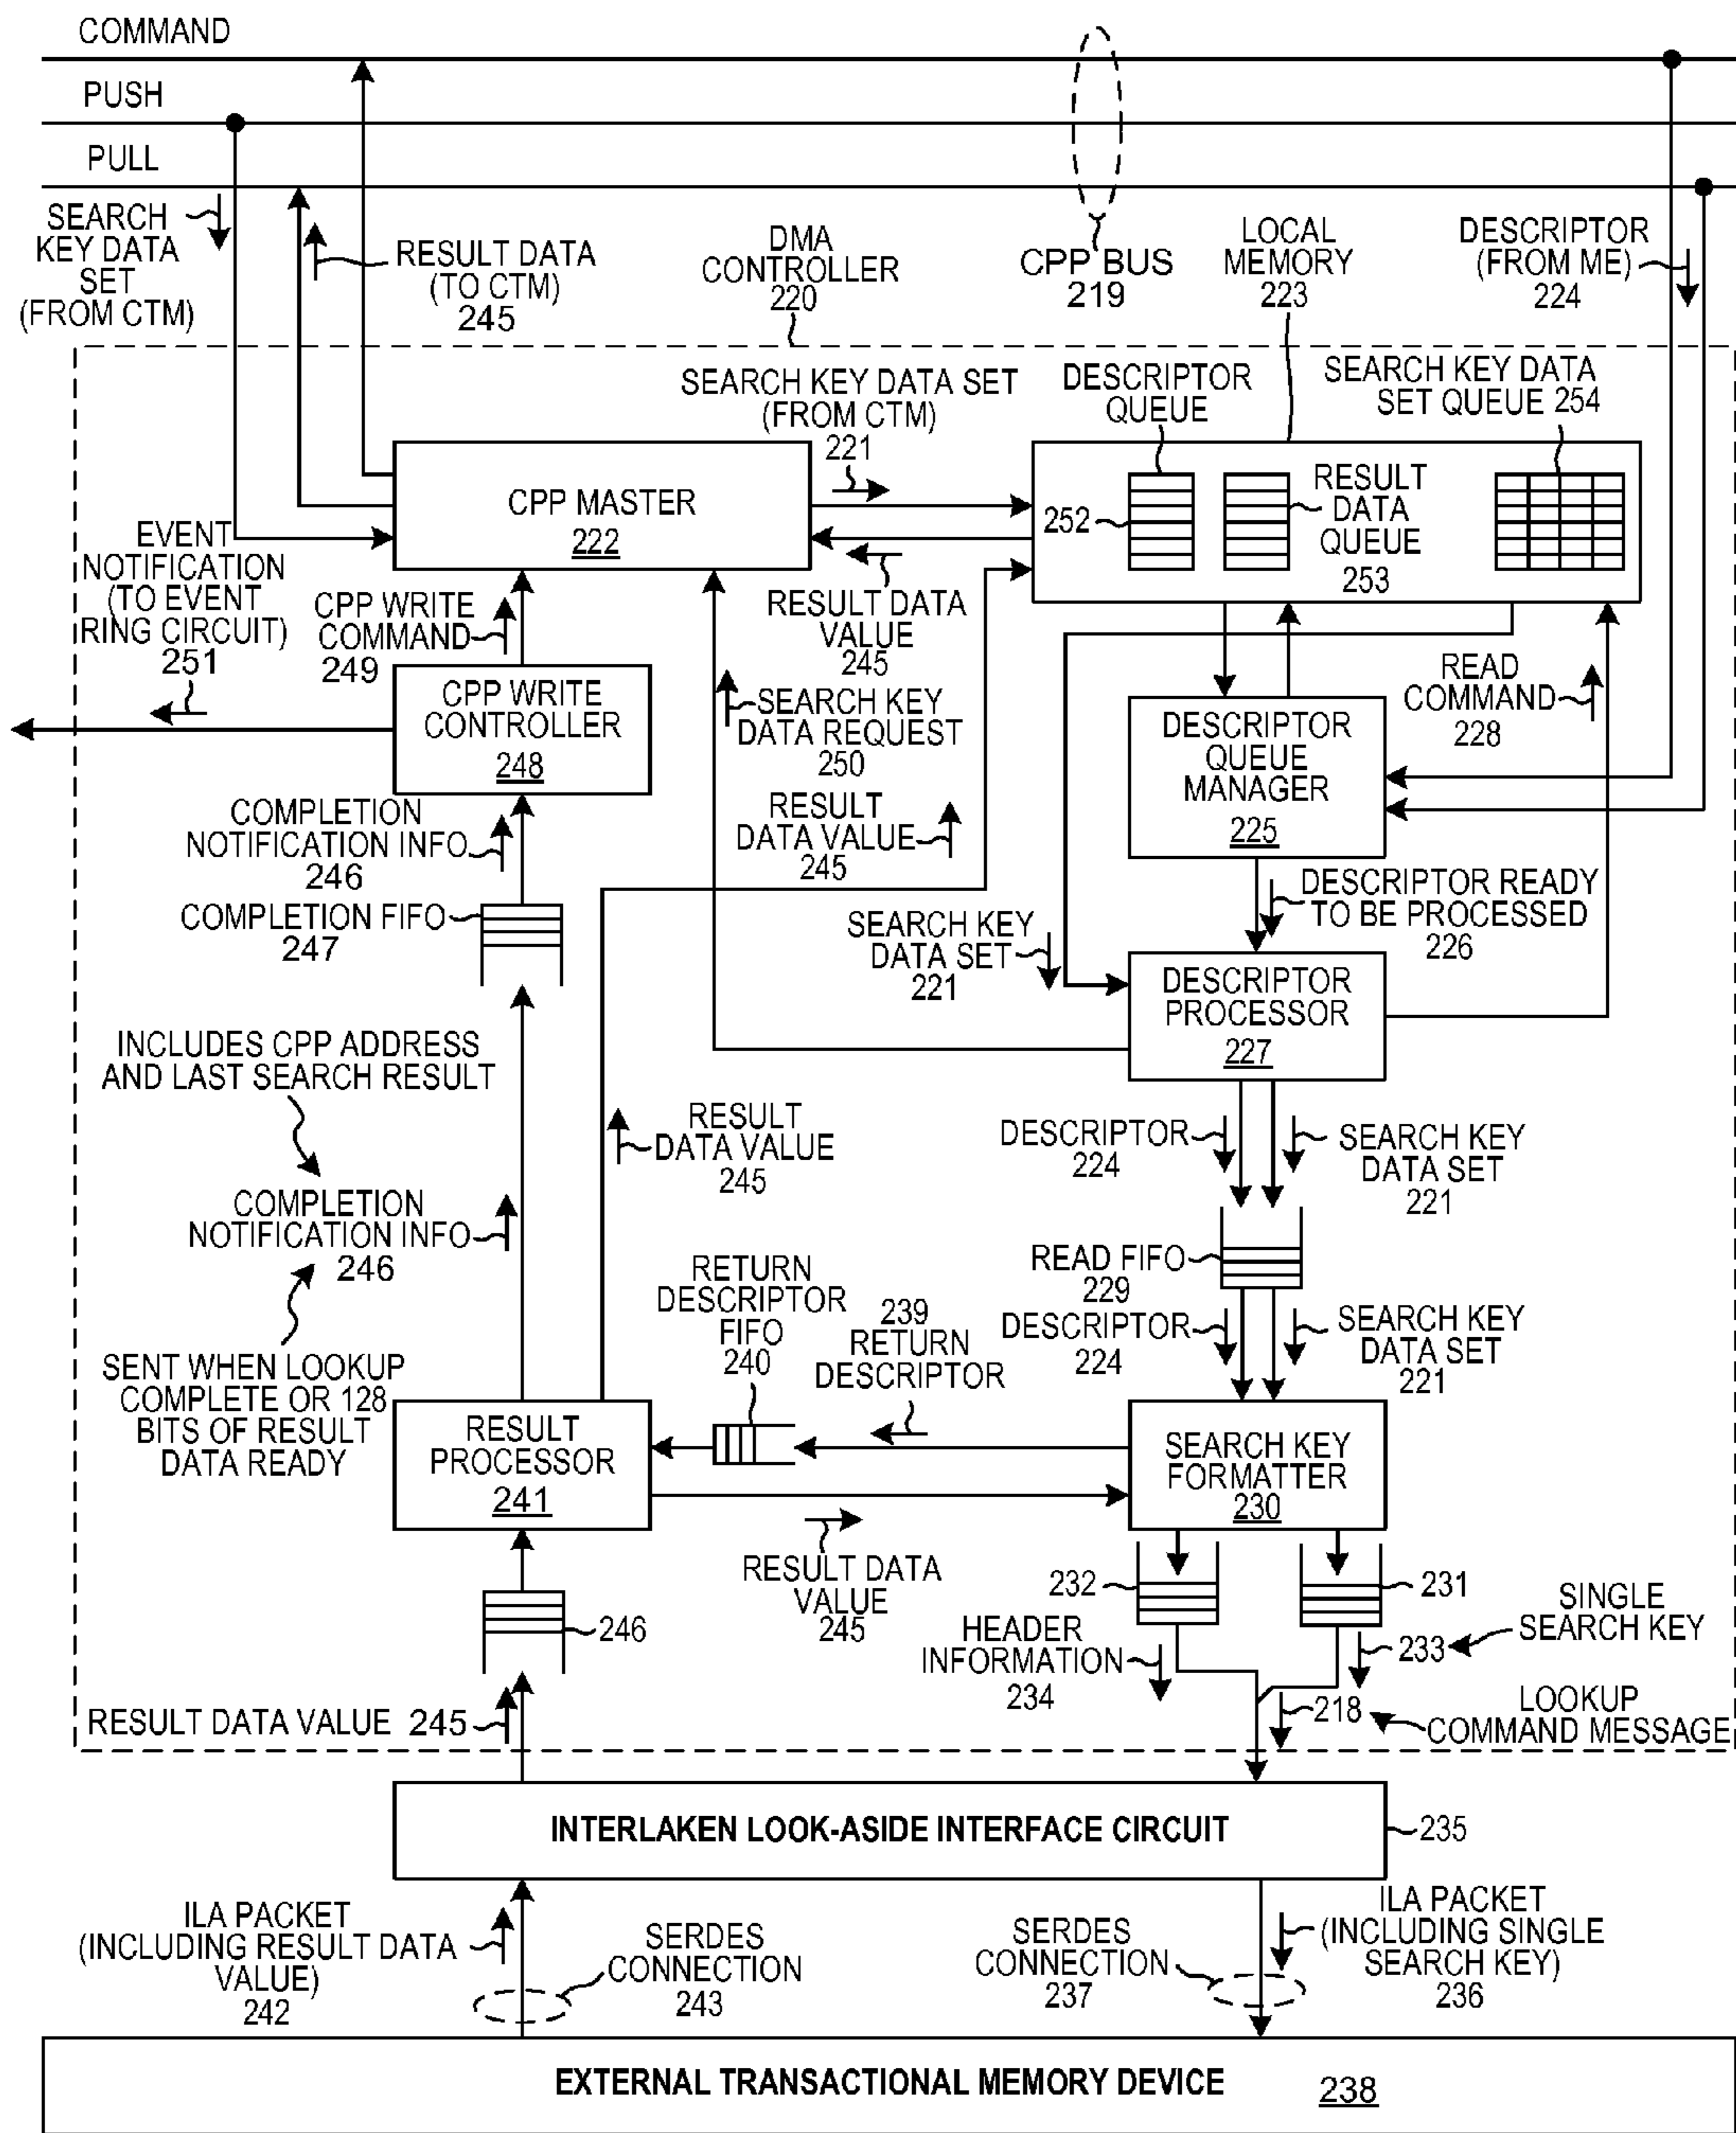 COMMAND
PUSH
PULL
SEARCH
KEY DATA
SET
(FROM CTM)
RESULT DATA
(TO CTM)
245
DMA
CONTROLLER
220
CPP BUS
219
LOCAL
MEMORY
223
DESCRIPTOR
(FROM ME)
224
SEARCH KEY DATA SET
(FROM CTM)
221
DESCRIPTOR
QUEUE
SEARCH KEY DATA
SET QUEUE 254
CPP MASTER
222
252
RESULT
DATA
QUEUE
253
EVENT
NOTIFICATION
(TO EVENT
RING CIRCUIT)
251
CPP WRITE
COMMAND
249
RESULT DATA
VALUE
245
CPP WRITE
CONTROLLER
248
SEARCH KEY
DATA REQUEST
250
DESCRIPTOR
QUEUE
MANAGER
225
READ
COMMAND
228
COMPLETION
NOTIFICATION INFO
246
RESULT
DATA VALUE
245
COMPLETION FIFO
247
SEARCH KEY
DATA SET
221
DESCRIPTOR READY
TO BE PROCESSED
226
DESCRIPTOR
PROCESSOR
227
INCLUDES CPP ADDRESS
AND LAST SEARCH RESULT
RESULT
DATA VALUE
245
DESCRIPTOR
224
SEARCH KEY
DATA SET
221
COMPLETION
NOTIFICATION INFO
246
READ FIFO
229
RETURN
DESCRIPTOR
FIFO
240
239
RETURN
DESCRIPTOR
DESCRIPTOR
224
SEARCH KEY
DATA SET
221
SENT WHEN LOOKUP
COMPLETE OR 128
BITS OF RESULT
DATA READY
RESULT
PROCESSOR
241
SEARCH KEY
FORMATTER
230
RESULT DATA
VALUE
245
246
232
231
HEADER
INFORMATION
234
233
SINGLE
SEARCH KEY
RESULT DATA VALUE 245
218
LOOKUP
COMMAND MESSAGE
INTERLAKEN LOOK-ASIDE INTERFACE CIRCUIT
235
ILA PACKET
(INCLUDING RESULT DATA
VALUE)
242
SERDES
CONNECTION
243
SERDES
CONNECTION
237
ILA PACKET
(INCLUDING SINGLE
SEARCH KEY)
236
EXTERNAL TRANSACTIONAL MEMORY DEVICE
238